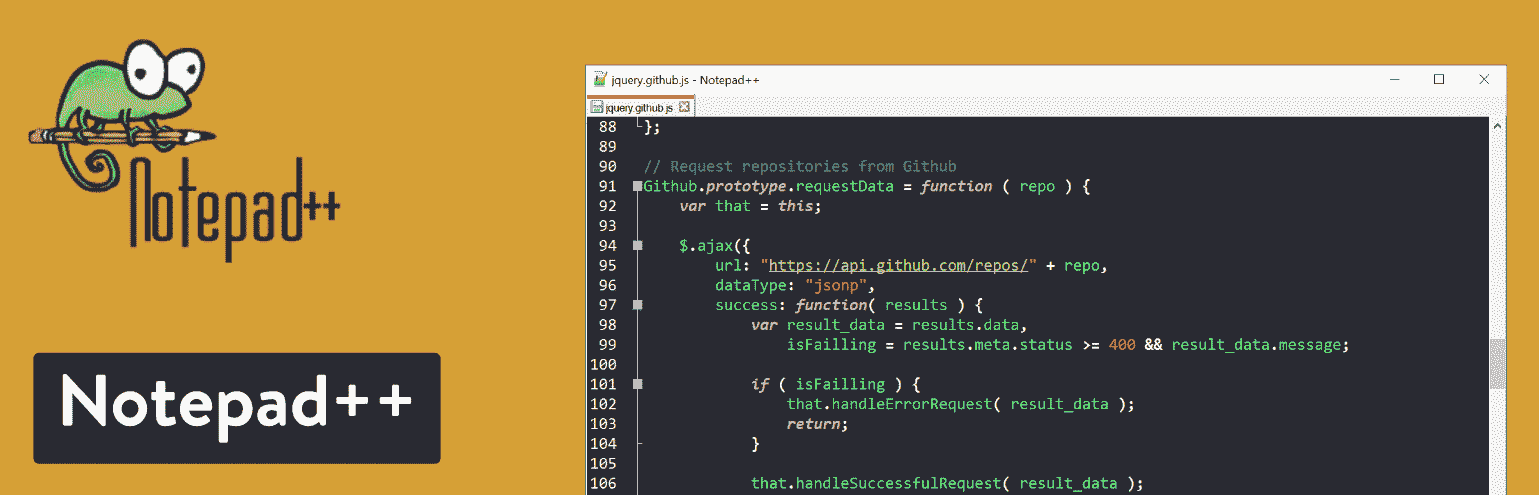 Notepad++
Notepad++
jquery.github.js - Notepad++
jquery.github.js
88 };
89
90 // Request repositories from Github
91 Github.prototype.requestData = function ( repo ) {
92 var that = this;
93
94 $.ajax({
95 url: "https://api.github.com/repos/" + repo,
96 dataType: "jsonp",
97 success: function( results ) {
98 var result_data = results.data,
99 isFailling = results.meta.status >= 400 && result_data.message;
100
101 if ( isFailling ) {
102 that.handleErrorRequest( result_data );
103 return;
104 }
105
106 that.handleSuccessfulRequest( result_data );